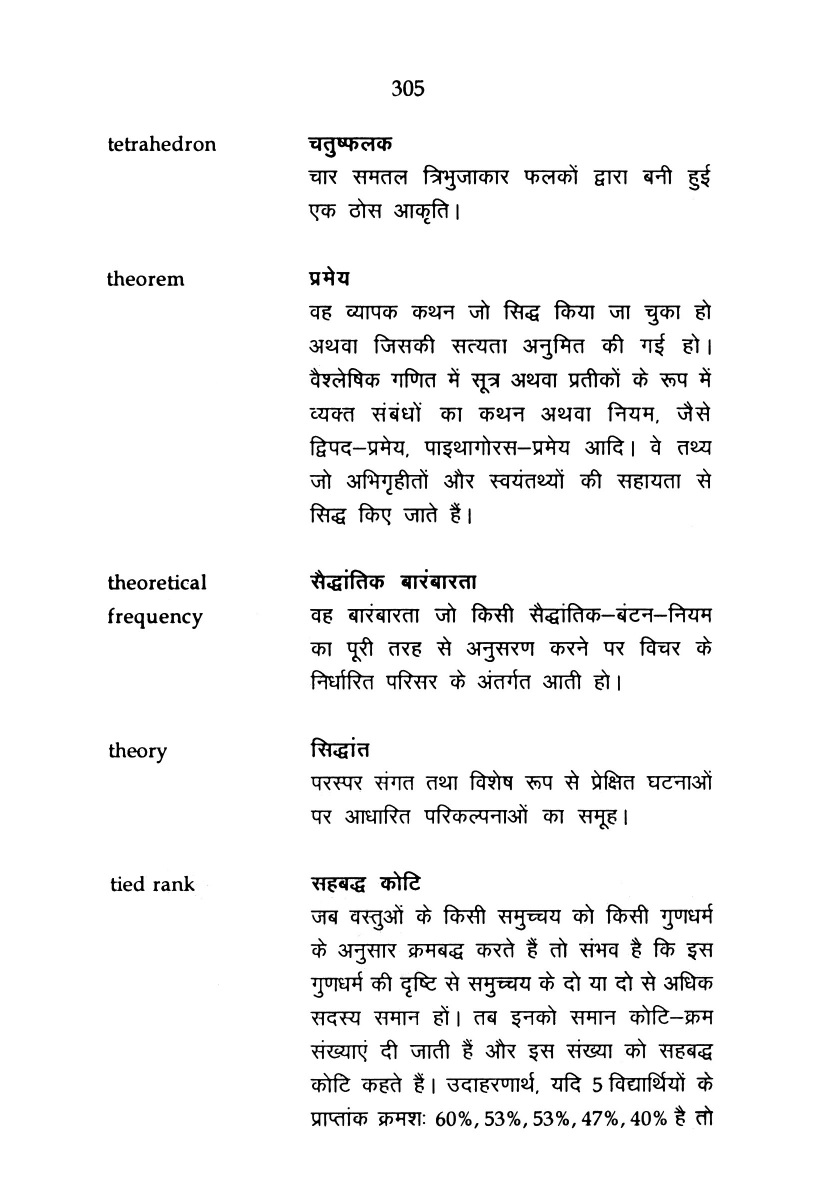 305
tetrahedron चतुष्फलक
चार समतल त्रिभुजाकार फलकों द्वारा बनी हुई
एक ठोस आकृति।
theorem प्रमेय
वह व्यापक कथन जो सिद्ध किया जा चुका हो
अथवा जिसकी सत्यता अनुमित की गई हो।
वैश्लेषिक गणित में सूत्र अथवा प्रतीकों के रूप में
व्यक्त संबंधों का कथन अथवा नियम, जैसे
द्विपद–प्रमेय, पाइथागोरस–प्रमेय आदि। वे तथ्य
जो अभिगृहीतों और स्वयंतथ्यों की सहायता से
सिद्ध किए जाते हैं।
theoretical सैद्धांतिक बारंबारता
frequency वह बारंबारता जो किसी सैद्धांतिक–बंटन–नियम
का पूरी तरह से अनुसरण करने पर विचर के
निर्धारित परिसर के अंतर्गत आती हो।
theory सिद्धांत
परस्पर संगत तथा विशेष रूप से प्रेक्षित घटनाओं
पर आधारित परिकल्पनाओं का समूह।
tied rank सहबद्ध कोटि
जब वस्तुओं के किसी समुच्चय को किसी गुणधर्म
के अनुसार क्रमबद्ध करते हैं तो संभव है कि इस
गुणधर्म की दृष्टि से समुच्चय के दो या दो से अधिक
सदस्य समान हों। तब इनको समान कोटि–क्रम
संख्याएं दी जाती हैं और इस संख्या को सहबद्ध
कोटि कहते हैं। उदाहरणार्थ, यदि 5 विद्यार्थियों के
प्राप्तांक क्रमशः 60%, 53%, 53%, 47%, 40% है तो